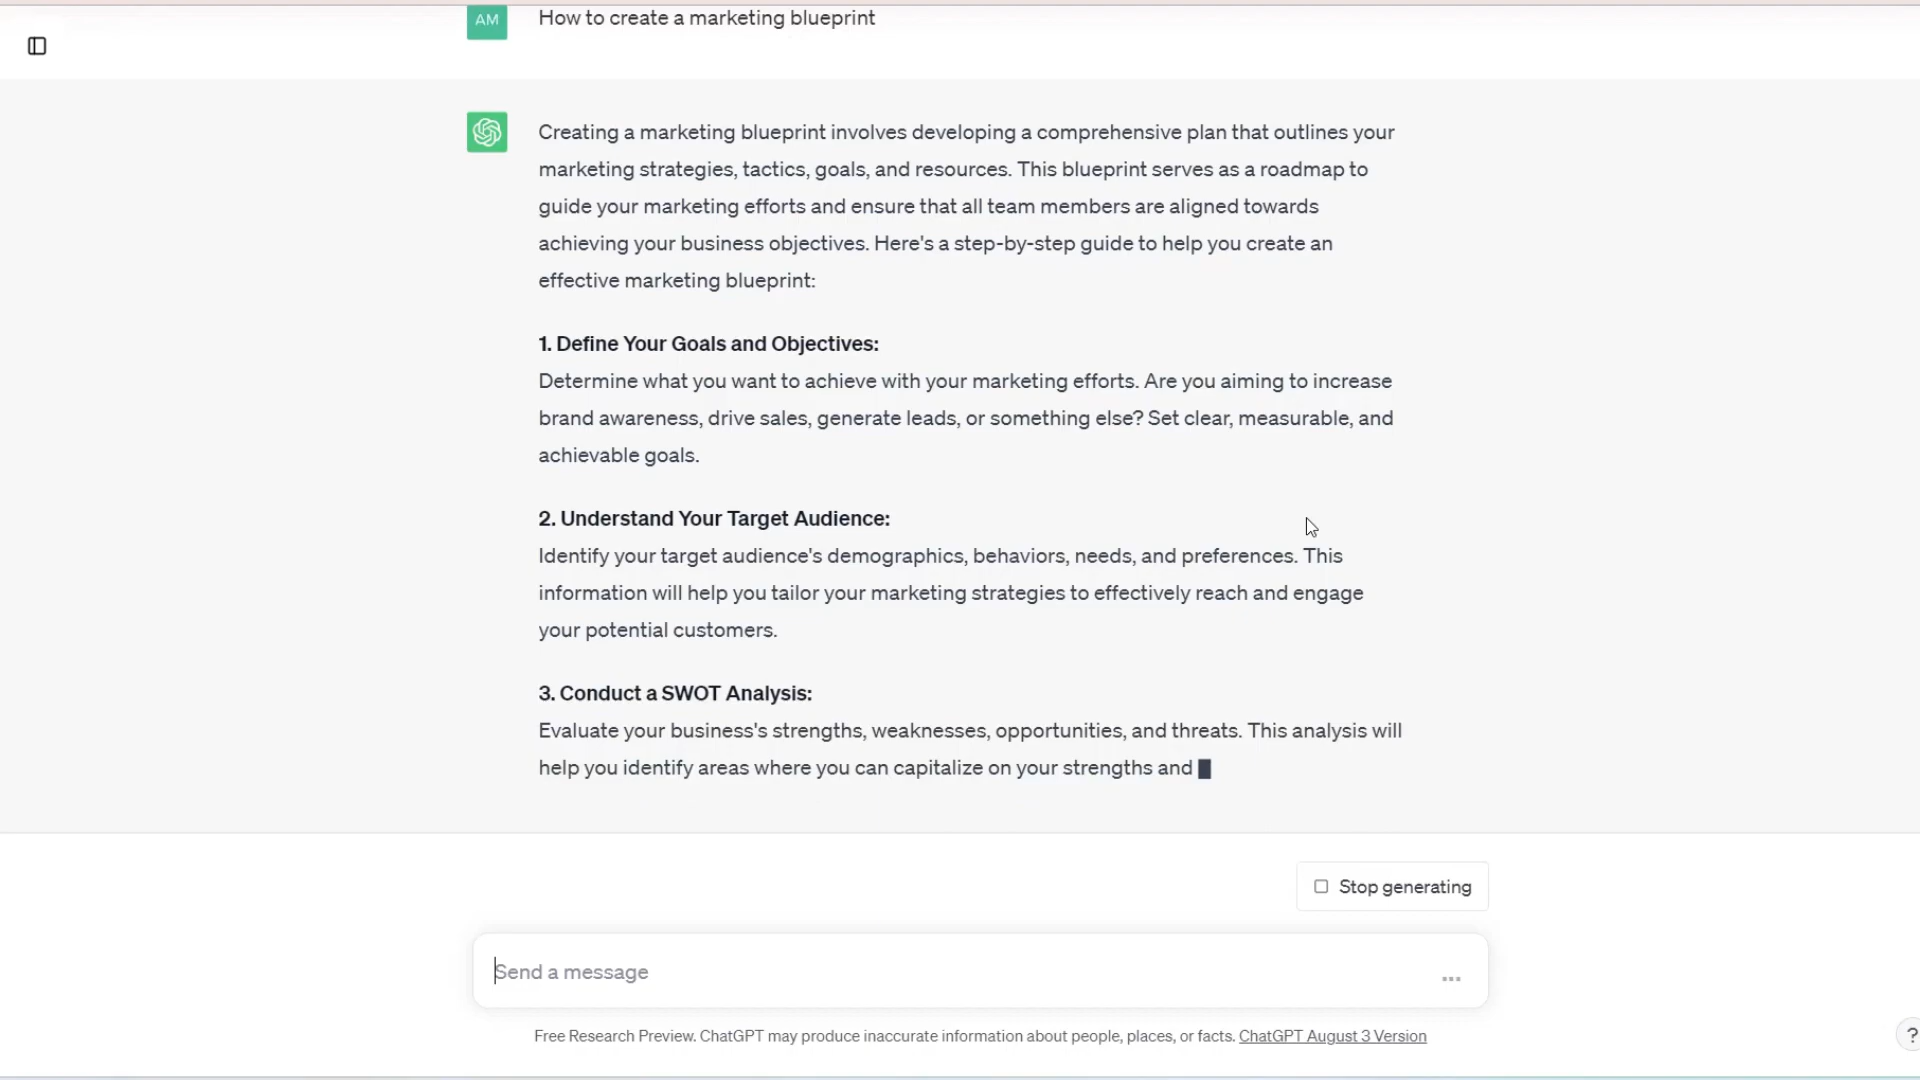 AM
How to create a marketing blueprint
Creating a marketing blueprint involves developing a comprehensive plan that outlines your
marketing strategies, tactics, goals, and resources. This blueprint serves as a roadmap to
guide your marketing efforts and ensure that all team members are aligned towards
achieving your business objectives. Here's a step-by-step guide to help you create an
effective marketing blueprint:
1. Define Your Goals and Objectives:
Determine what you want to achieve with your marketing efforts. Are you aiming to increase
brand awareness, drive sales, generate leads, or something else? Set clear, measurable, and
achievable goals.
2. Understand Your Target Audience:
Identify your target audience's demographics, behaviors, needs, and preferences. This
information will help you tailor your marketing strategies to effectively reach and engage
your potential customers.
3. Conduct a SWOT Analysis:
Evaluate your business's strengths, weaknesses, opportunities, and threats. This analysis will
help you identify areas where you can capitalize on your strengths and
Stop generating
Send a message
...
Free Research Preview. ChatGPT may produce inaccurate information about people, places, or facts. ChatGPT August 3 Version
?